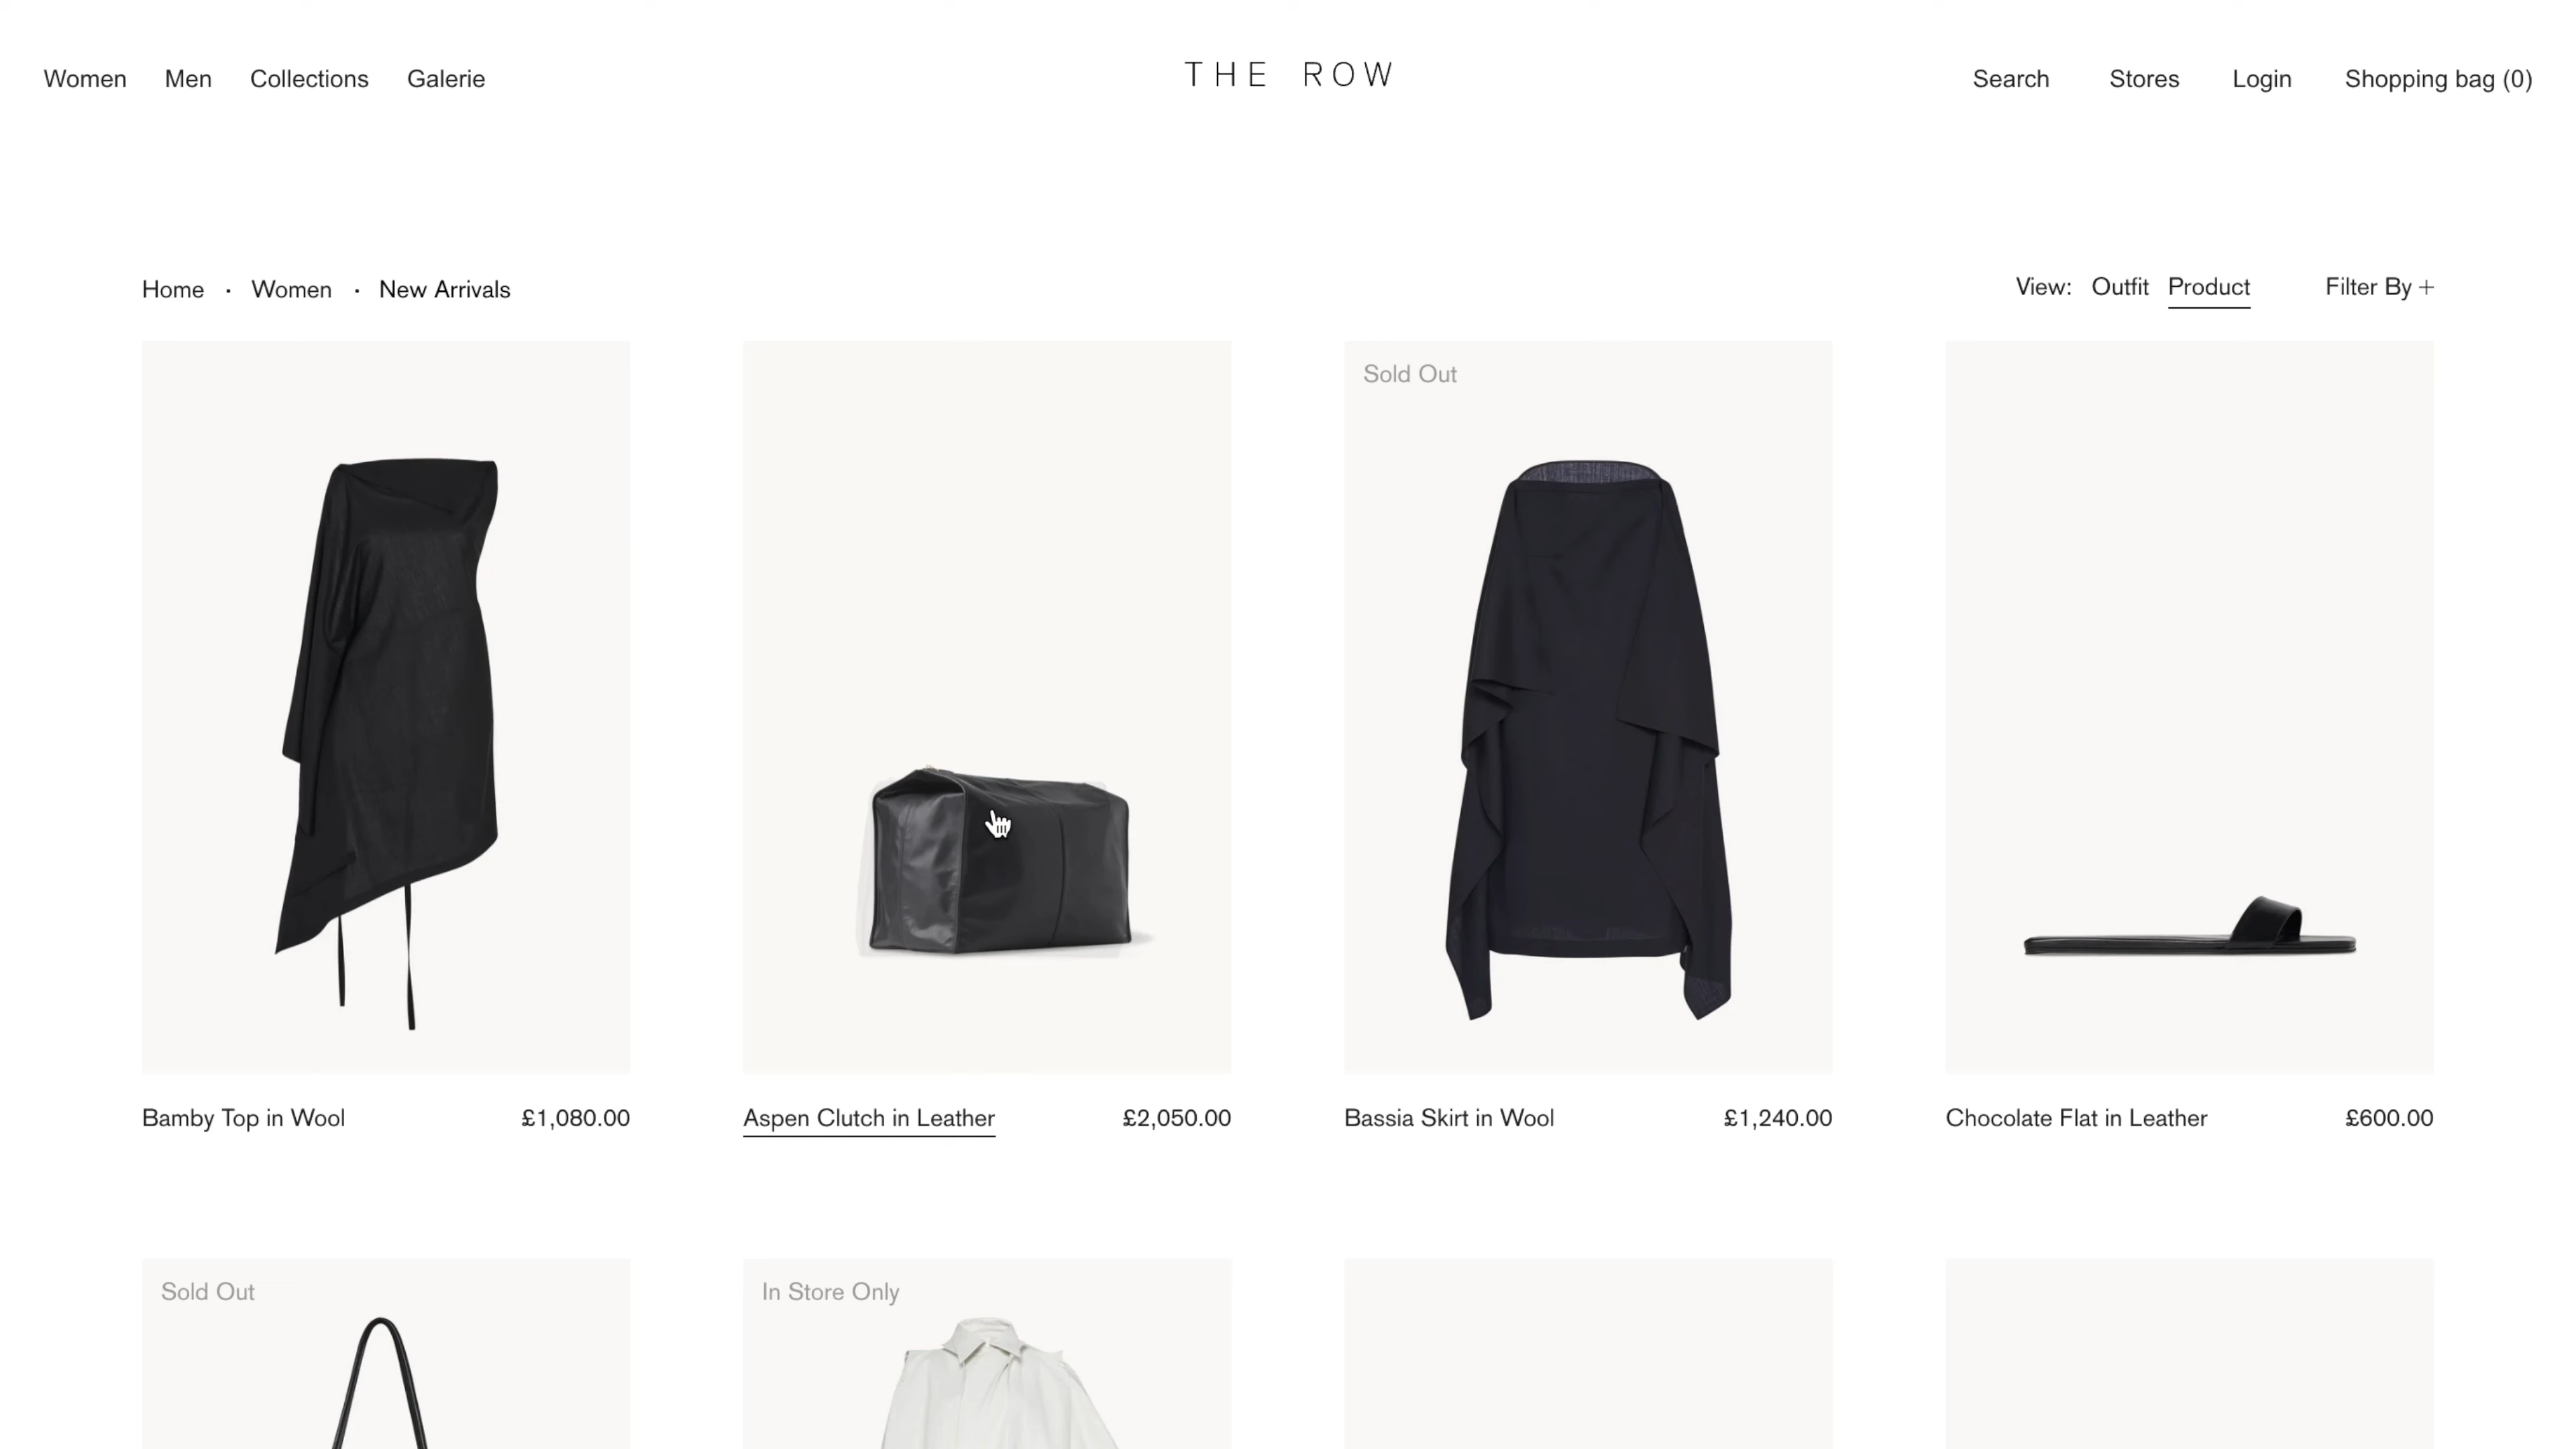 Women Men Collections Galerie
THE ROW
Search Stores Login Shopping bag (0)
Home · Women · New Arrivals
View: Outfit Product Filter By +
Sold Out
Bamby Top in Wool £1,080.00
Aspen Clutch in Leather £2,050.00
Bassia Skirt in Wool £1,240.00
Chocolate Flat in Leather £600.00
Sold Out
In Store Only